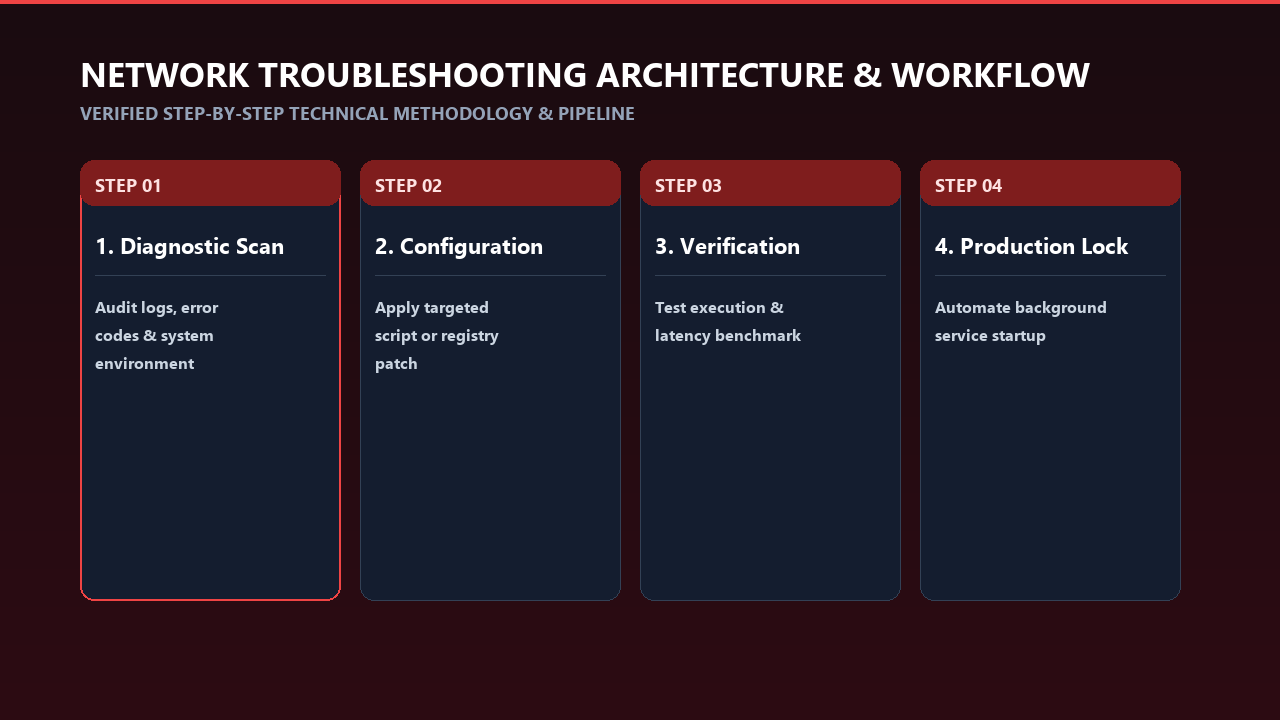 NETWORK TROUBLESHOOTING ARCHITECTURE & WORKFLOW
VERIFIED STEP-BY-STEP TECHNICAL METHODOLOGY & PIPELINE
STEP 01
1. Diagnostic Scan
Audit logs, error
codes & system
environment
STEP 02
2. Configuration
Apply targeted
script or registry
patch
STEP 03
3. Verification
Test execution &
latency benchmark
STEP 04
4. Production Lock
Automate background
service startup